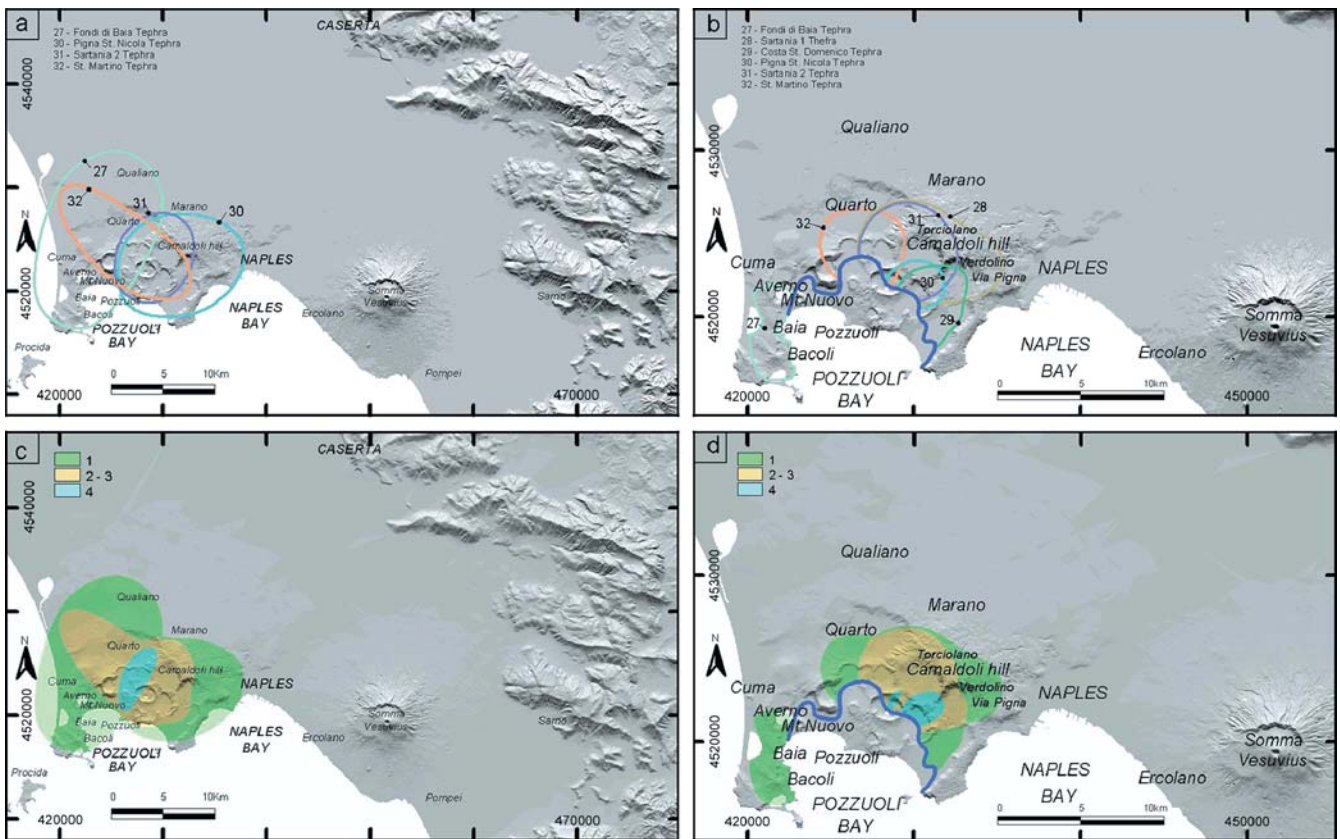 a
27 - Fondi di Baia Tephra
30 - Pigna St. Nicola Tephra
31 - Sartania 2 Tephra
32 - St. Martino Tephra
CASERTA
4540000
4520000
27
Qualiano
32
31
30
Marano
Quarto
Camaldoli hill
Cuma
NAPLES
Averno
Mt.Nuovo
Baia
Pozzuoli
Bacoli
POZZUOLI
BAY
NAPLES
BAY
Somma
Vesuvius
Ercolano
Sarno
Procida
Pompei
N
0 5 10Km
420000
470000
b
27 - Fondi di Baia Tephra
28 - Sartania 1 Thefra
29 - Costa St. Domenico Tephra
30 - Pigna St. Nicola Tephra
31 - Sartania 2 Tephra
32 - St. Martino Tephra
4530000
4520000
Qualiano
Marano
Quarto
32
31
28
Torciolano
Camaldoli hill
Verdolino
Cuma
NAPLES
Via Pigna
Averno
Mt.Nuovo
30
29
27
Baia
Pozzuoli
Bacoli
POZZUOLI
BAY
NAPLES
BAY
Ercolano
Somma
Vesuvius
N
0 5 10km
420000
450000
c
1
2 - 3
4
CASERTA
4540000
4520000
Qualiano
Marano
Quarto
Camaldoli hill
Cuma
NAPLES
Averno
Mt.Nuovo
Baia
Pozzuoli
Bacoli
POZZUOLI
BAY
NAPLES
BAY
Somma
Vesuvius
Ercolano
Sarno
Procida
Pompei
N
0 5 10Km
420000
470000
d
1
2 - 3
4
4530000
4520000
Qualiano
Marano
Quarto
Torciolano
Camaldoli hill
Verdolino
Cuma
NAPLES
Via Pigna
Averno
Mt.Nuovo
Baia
Pozzuoli
Bacoli
POZZUOLI
BAY
NAPLES
BAY
Ercolano
Somma
Vesuvius
N
0 5 10km
420000
450000